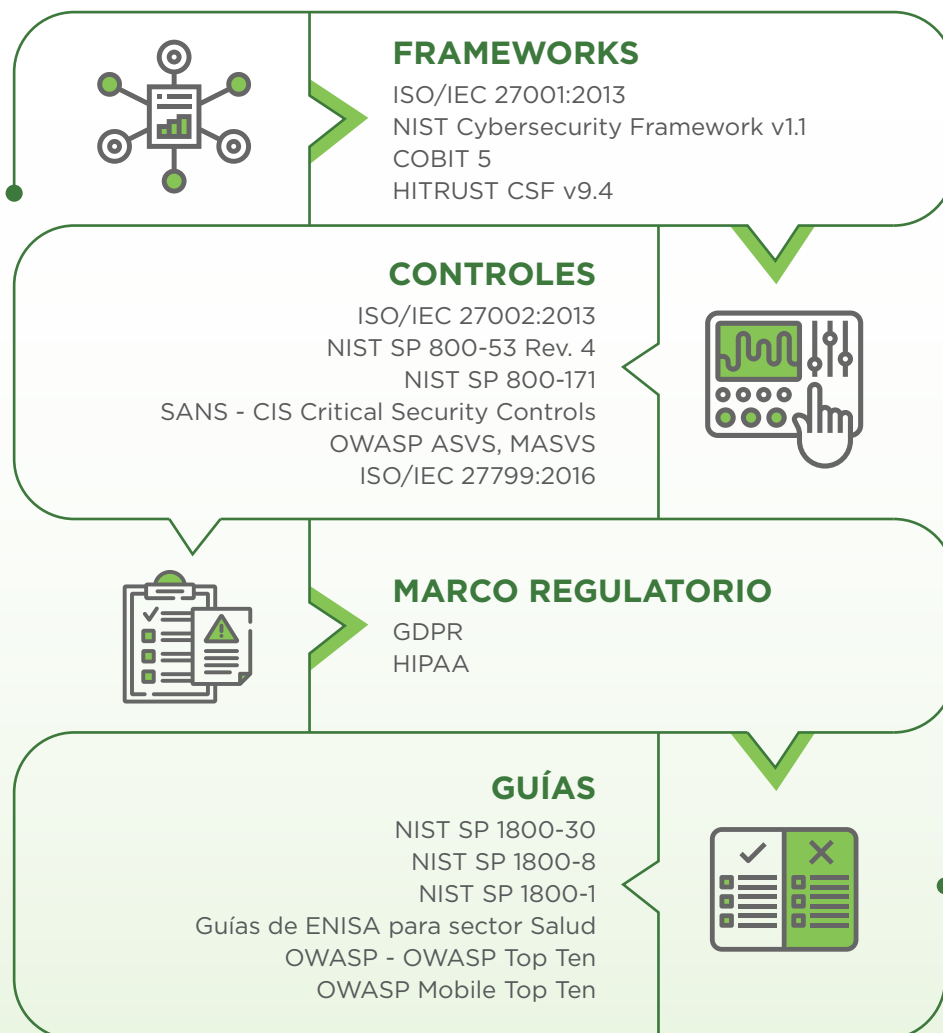 FRAMEWORKS
ISO/IEC 27001:2013
NIST Cybersecurity Framework v1.1
COBIT 5
HITRUST CSF v9.4
CONTROLES
ISO/IEC 27002:2013
NIST SP 800-53 Rev. 4
NIST SP 800-171
SANS - CIS Critical Security Controls
OWASP ASVS, MASVS
ISO/IEC 27799:2016
MARCO REGULATORIO
GDPR
HIPAA
GUÍAS
NIST SP 1800-30
NIST SP 1800-8
NIST SP 1800-1
Guías de ENISA para sector Salud
OWASP - OWASP Top Ten
OWASP Mobile Top Ten